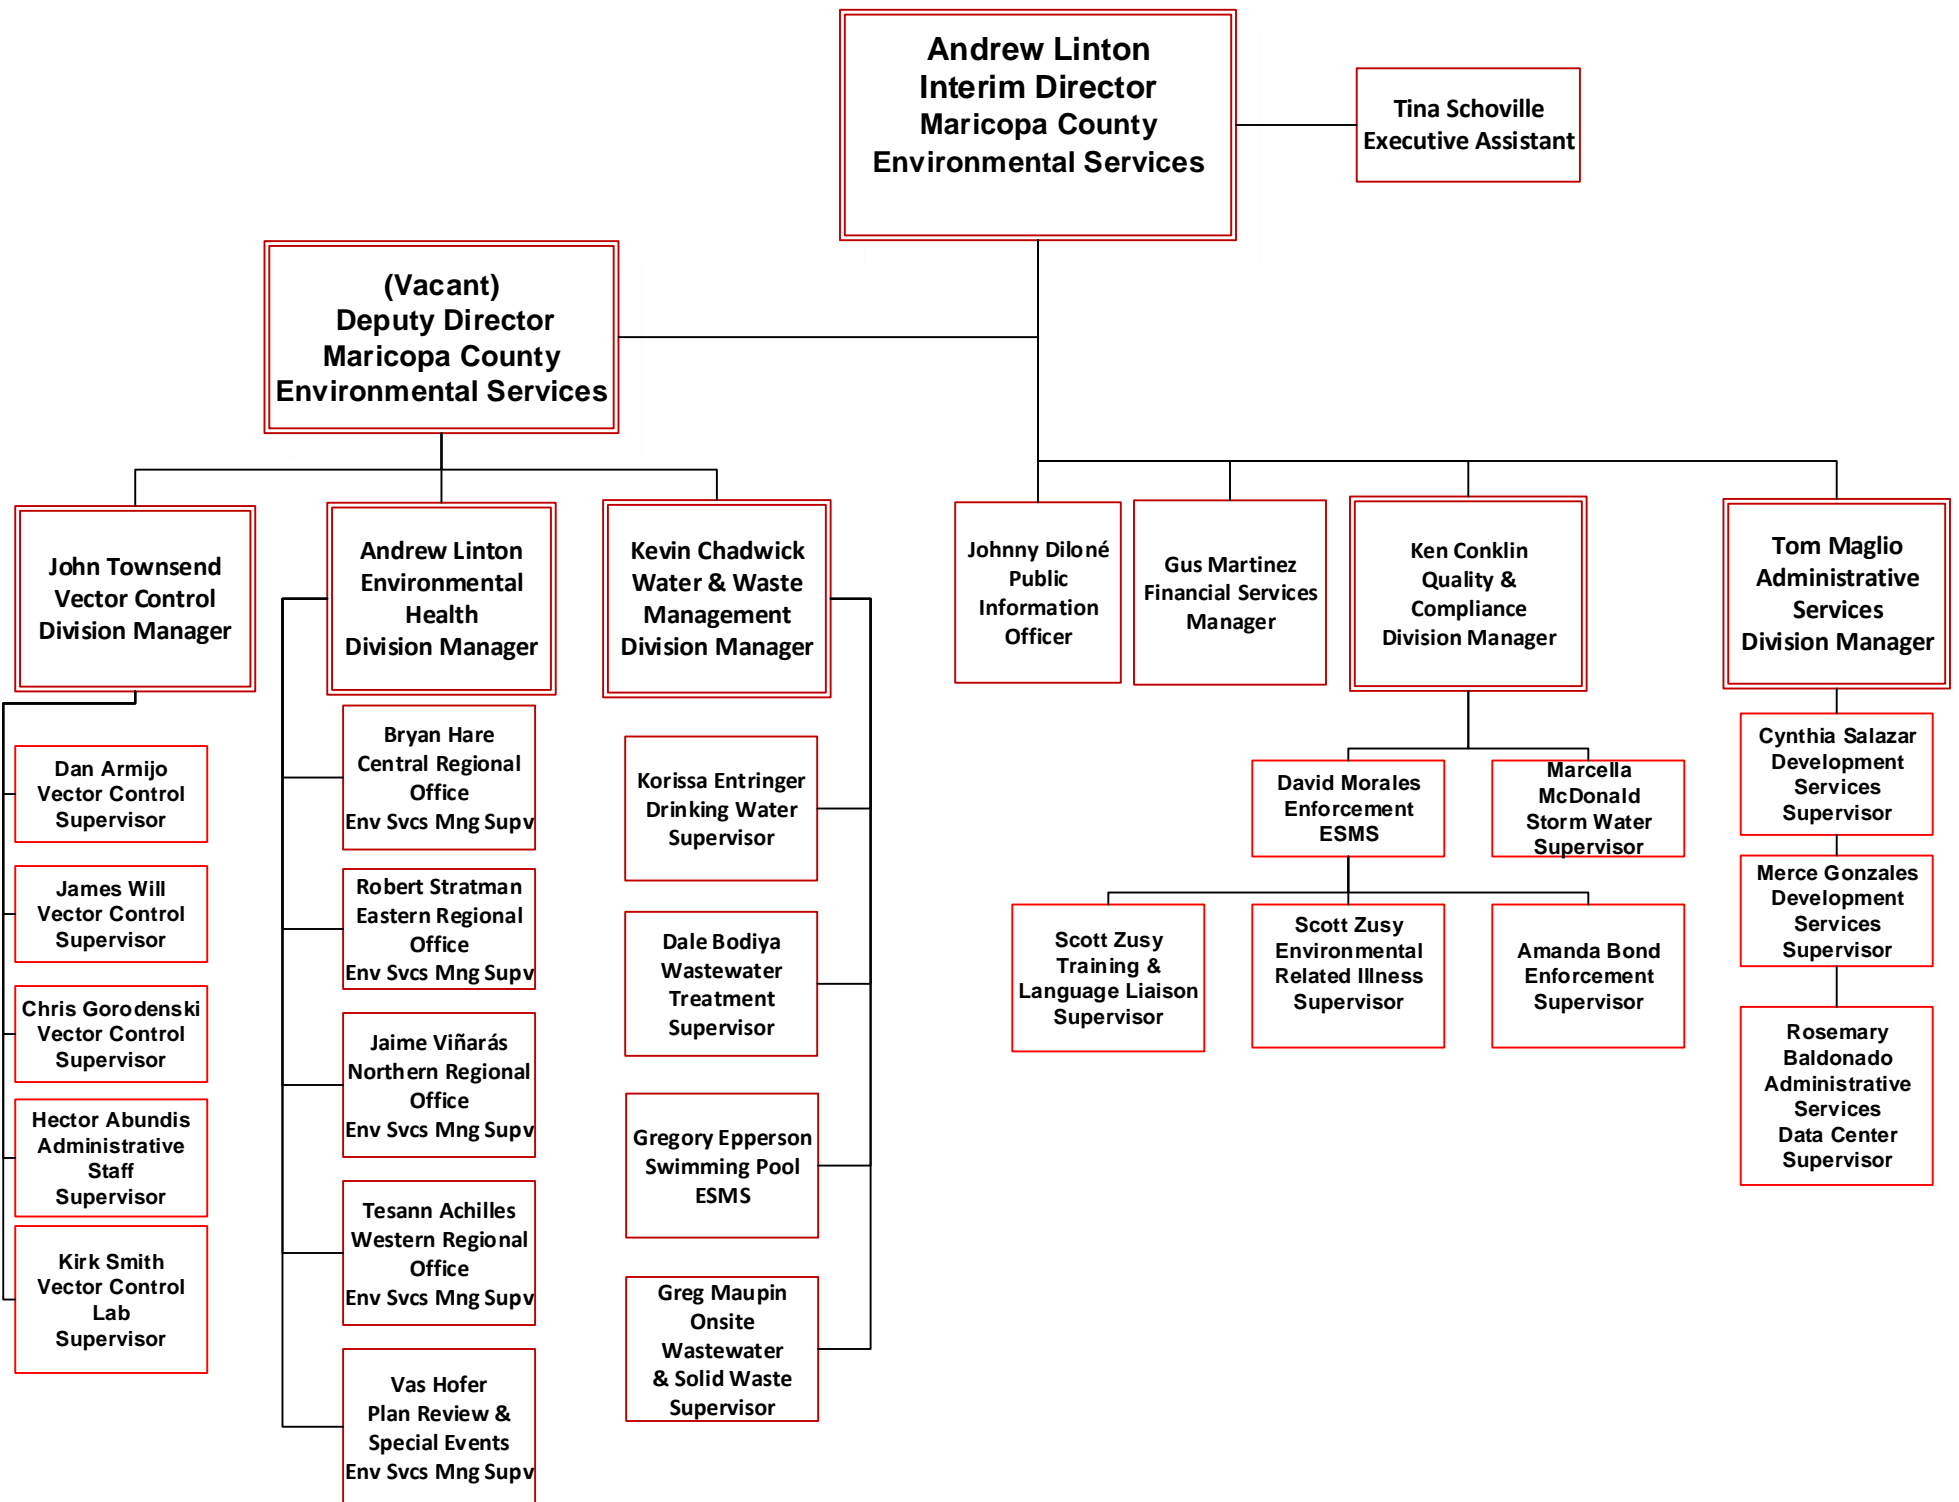 Andrew Linton
Interim Director
Maricopa County
Environmental Services
Tina Schoville
Executive Assistant
(Vacant)
Deputy Director
Maricopa County
Environmental Services
John Townsend
Vector Control
Division Manager
Andrew Linton
Environmental
Health
Division Manager
Kevin Chadwick
Water & Waste
Management
Division Manager
Johnny Diloné
Public
Information
Officer
Gus Martinez
Financial Services
Manager
Ken Conklin
Quality &
Compliance
Division Manager
Tom Maglio
Administrative
Services
Division Manager
Dan Armijo
Vector Control
Supervisor
James Will
Vector Control
Supervisor
Chris Gorodenski
Vector Control
Supervisor
Hector Abundis
Administrative
Staff
Supervisor
Kirk Smith
Vector Control
Lab
Supervisor
Bryan Hare
Central Regional
Office
Env Svcs Mng Supv
Robert Stratman
Eastern Regional
Office
Env Svcs Mng Supv
Jaime Viñarás
Northern Regional
Office
Env Svcs Mng Supv
Tesann Achilles
Western Regional
Office
Env Svcs Mng Supv
Vas Hofer
Plan Review &
Special Events
Env Svcs Mng Supv
Korissa Entringer
Drinking Water
Supervisor
Dale Bodiya
Wastewater
Treatment
Supervisor
Gregory Epperson
Swimming Pool
ESMS
Greg Maupin
Onsite
Wastewater
& Solid Waste
Supervisor
David Morales
Enforcement
ESMS
Marcella
McDonald
Storm Water
Supervisor
Scott Zusy
Training &
Language Liaison
Supervisor
Scott Zusy
Environmental
Related Illness
Supervisor
Amanda Bond
Enforcement
Supervisor
Cynthia Salazar
Development
Services
Supervisor
Merce Gonzales
Development
Services
Supervisor
Rosemary
Baldonado
Administrative
Services
Data Center
Supervisor